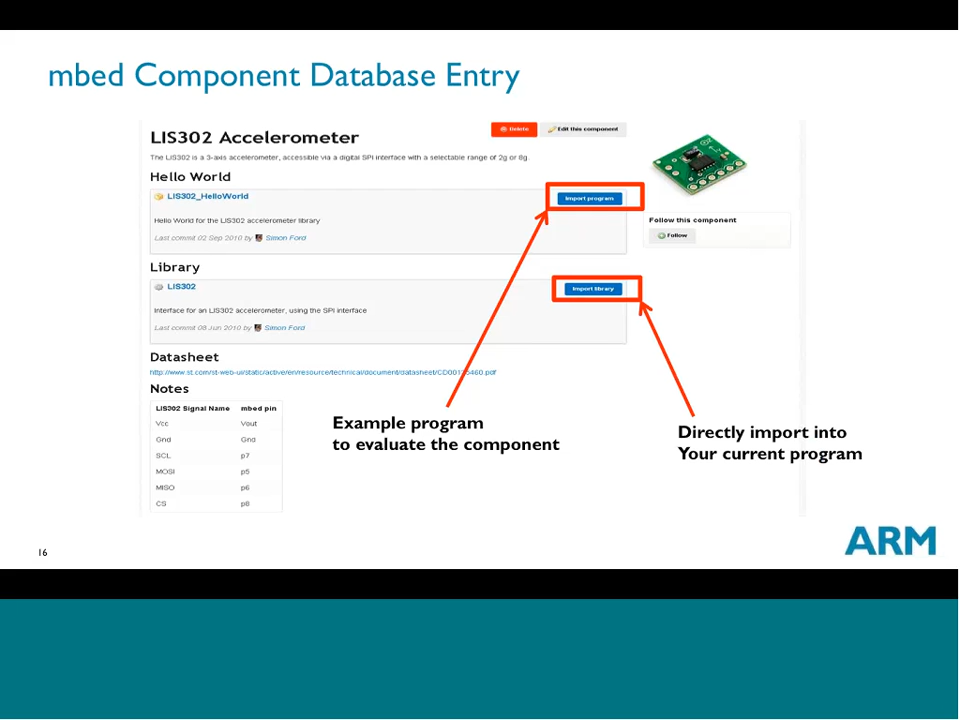 mbed Component Database Entry
LIS302 Accelerometer
Delete
Edit this component
The LIS302 is a 3-axis accelerometer, accessible via a digital SPI interface with a selectable range of 2g or 8g.
Hello World
LIS302_HelloWorld
Import program
Hello World for the LIS302 accelerometer library
Last commit 02 Sep 2010 by Simon Ford
Follow this component
Follow
Library
LIS302
Import library
Interface for an LIS302 accelerometer, using the SPI interface
Last commit 08 Jun 2010 by Simon Ford
Datasheet
Notes
LIS302 Signal Name mbed pin
Vcc Vout
Gnd Gnd
SCL p7
MOSI p5
MISO p6
CS p8
Example program
to evaluate the component
Directly import into
Your current program
16
ARM